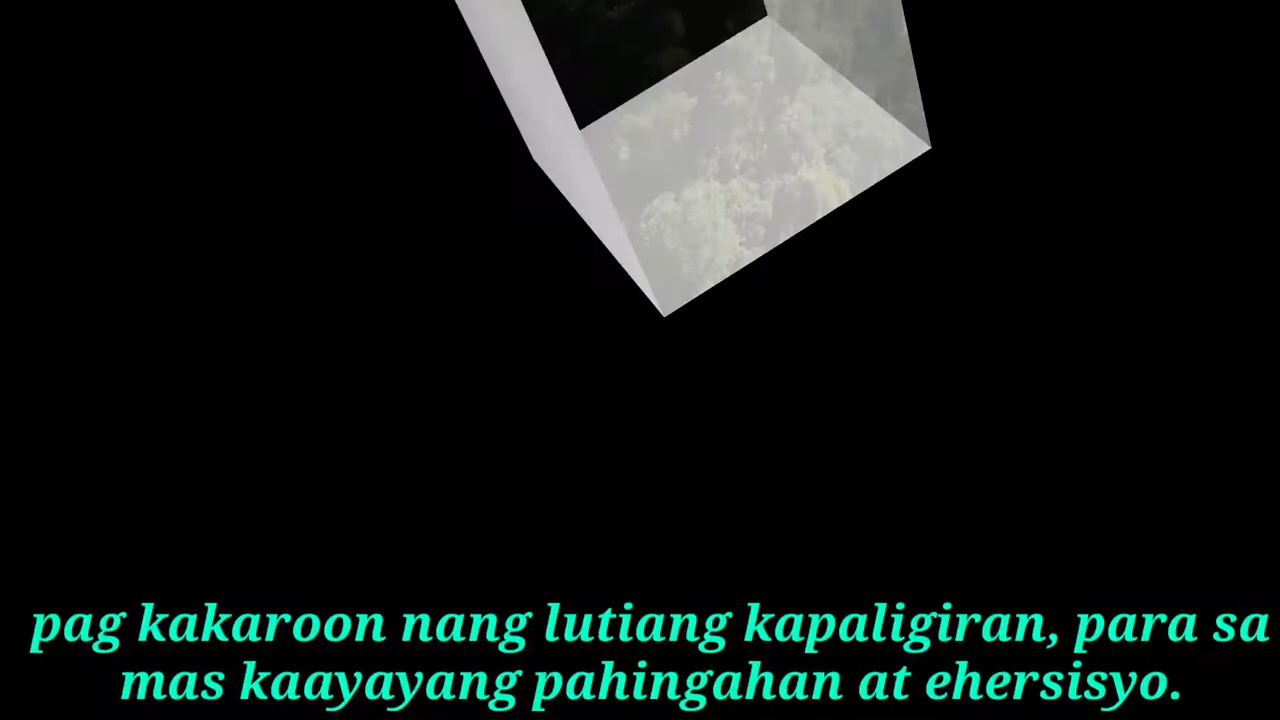 pag kakaroon nang lutiang kapaligiran, para sa
mas kaayayang pahingahan at ehersisyo.